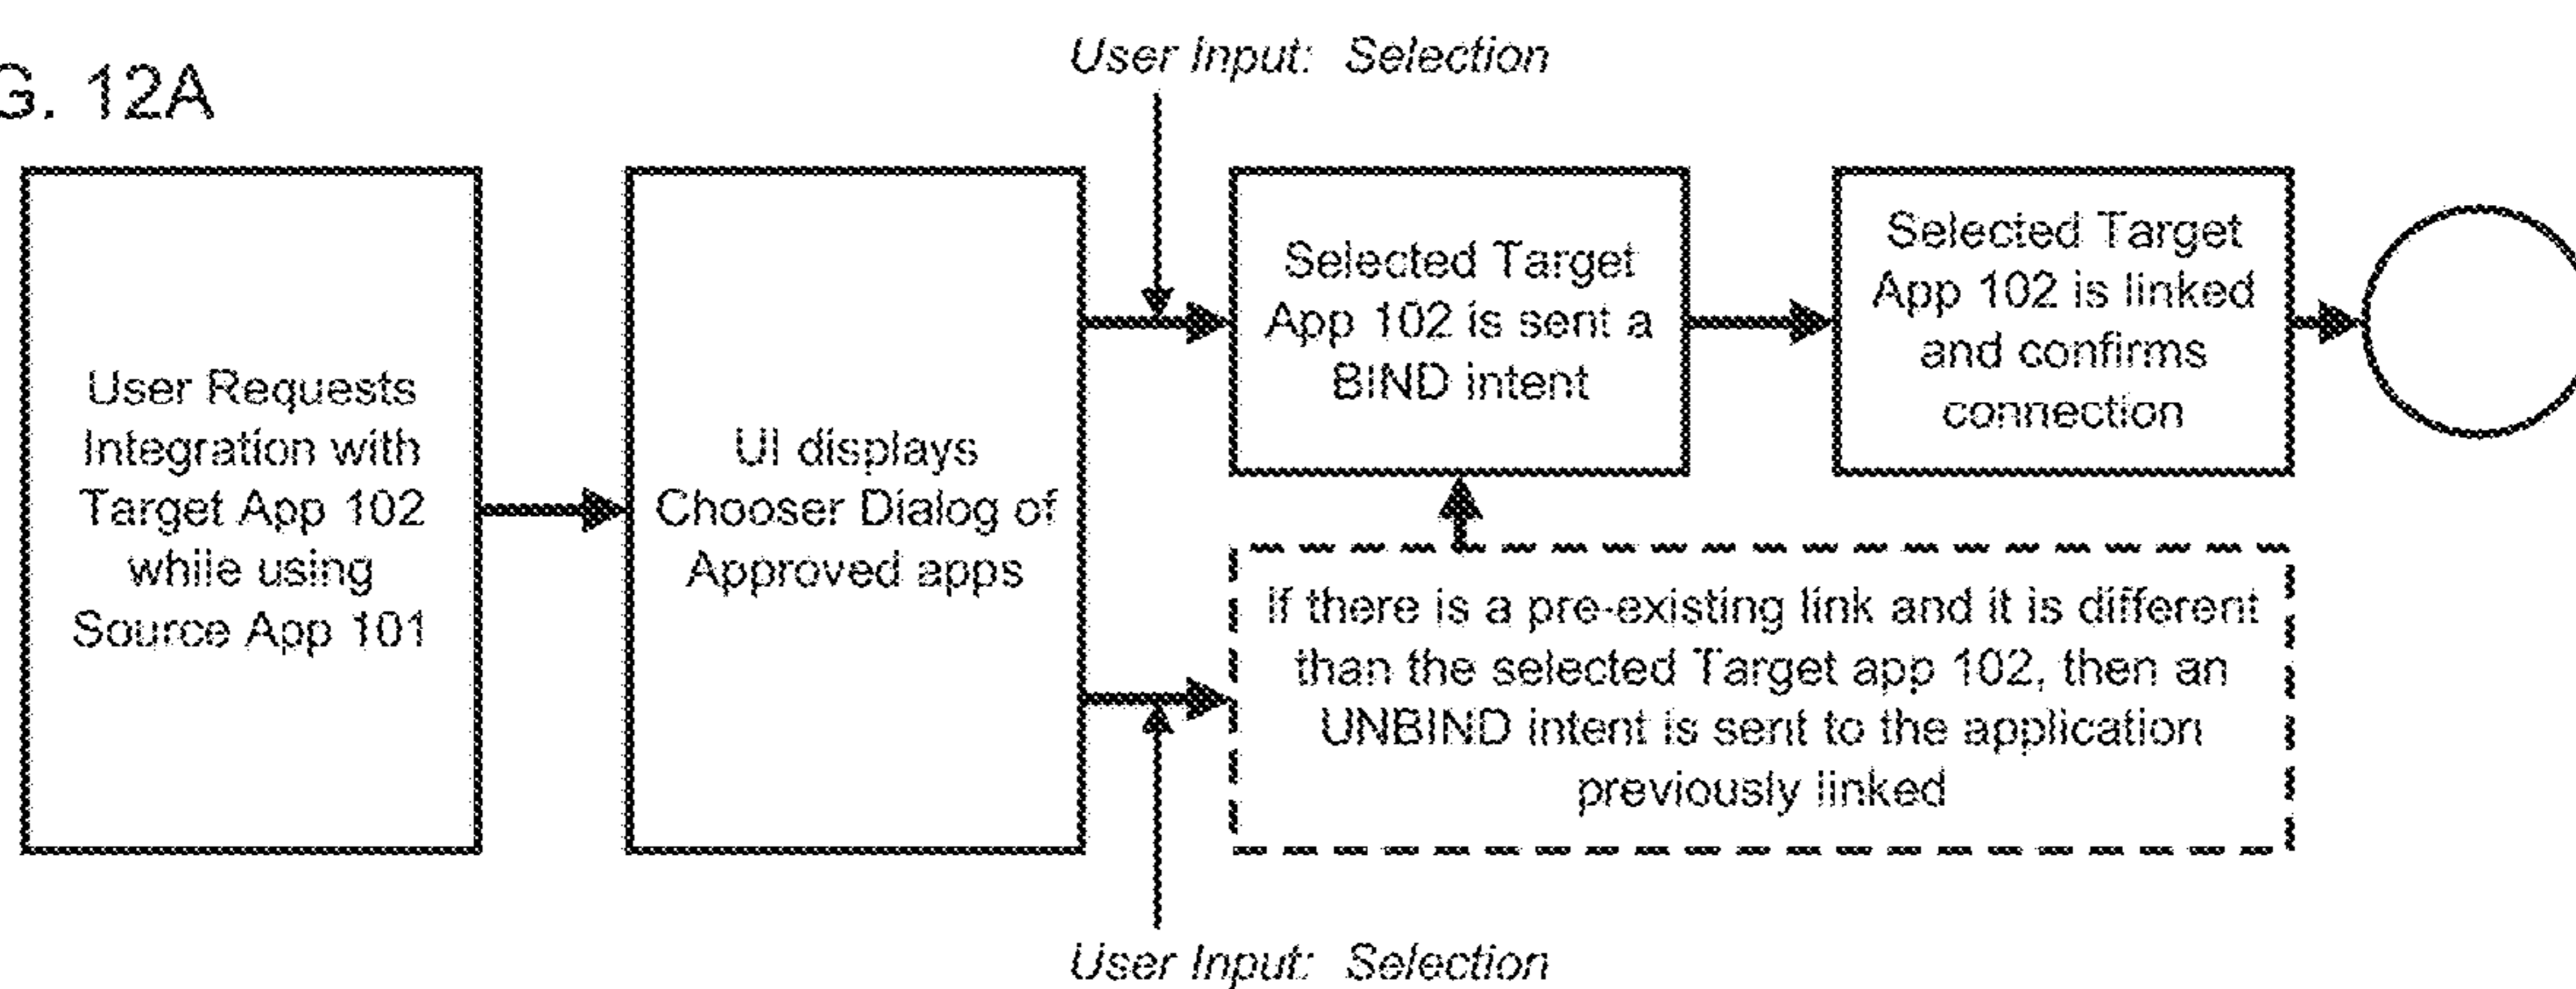 G. 12A
User Input: Selection
User Requests
Integration with
Target App 102
while using
Source App 101
UI displays
Chooser Dialog of
Approved apps
Selected Target
App 102 is sent a
BIND intent
Selected Target
App 102 is linked
and confirms
connection
If there is a pre-existing link and it is different
than the selected Target app 102, then an
UNBIND intent is sent to the application
previously linked
User Input: Selection